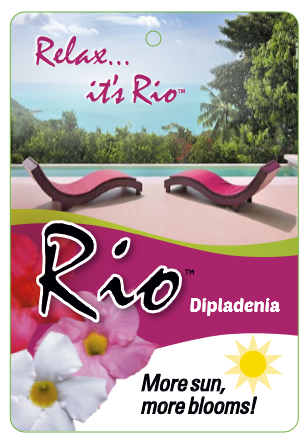 Relax...
it's Rio™
Rio™
Dipladenia
More sun,
more blooms!